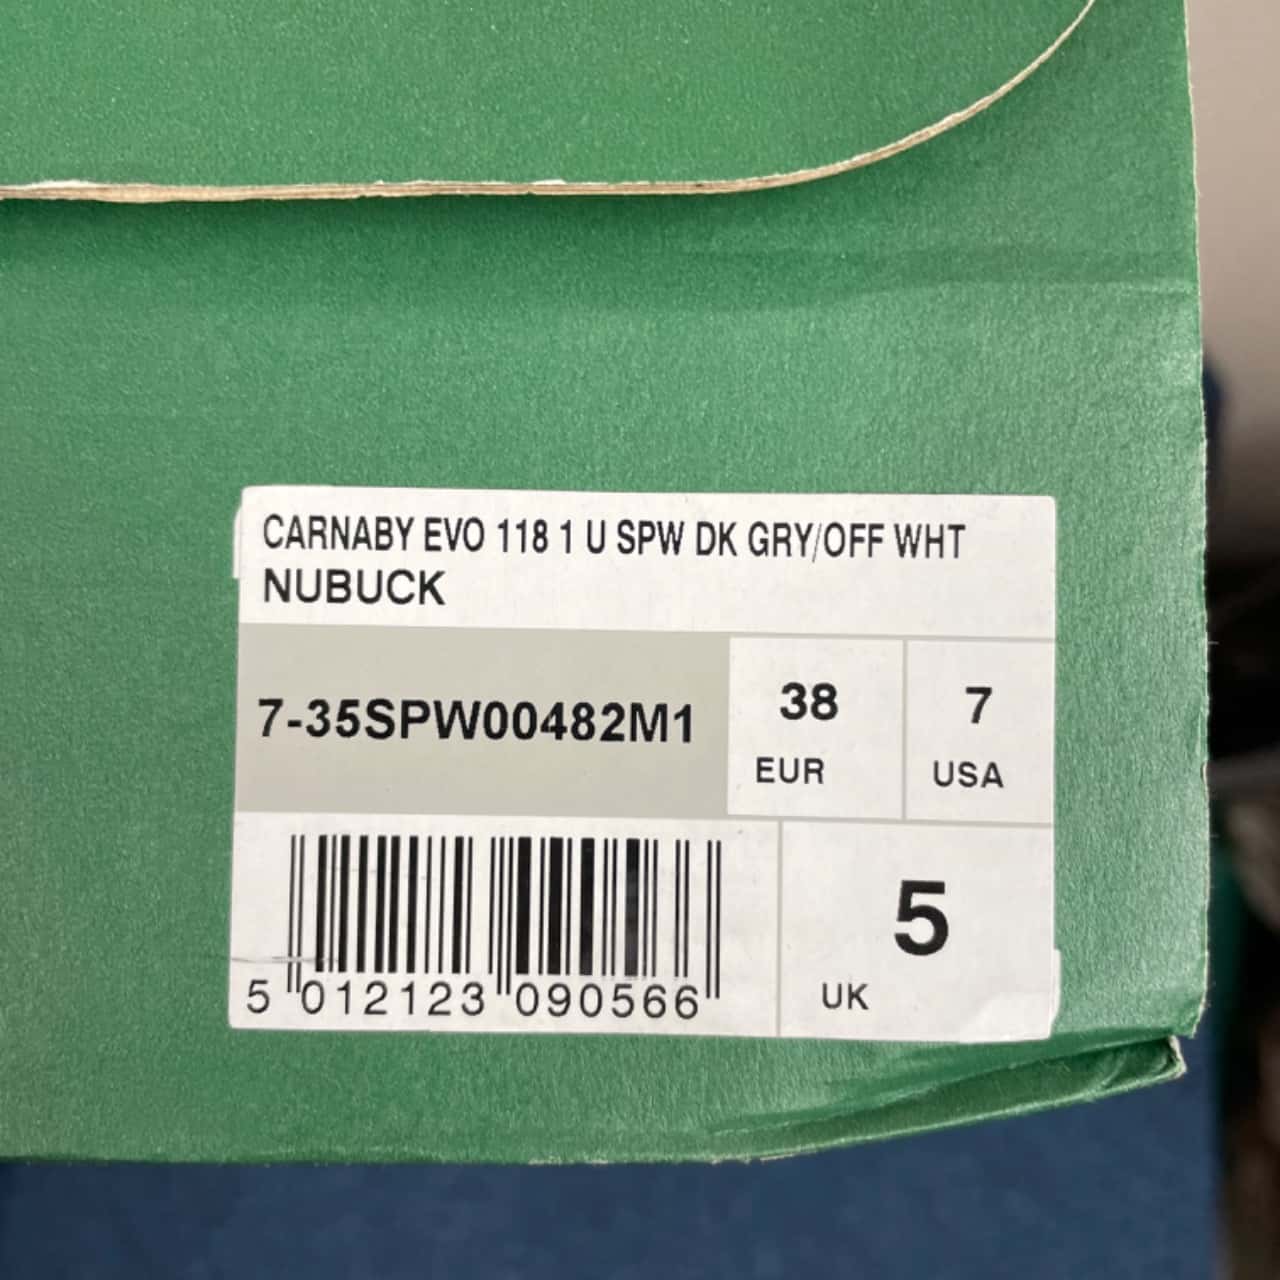 CARNABY EVO 118 1 U SPW DK GRY/OFF WHT
NUBUCK
7-35SPW00482M1
38
EUR
7
USA
5 012123 090566
5
UK